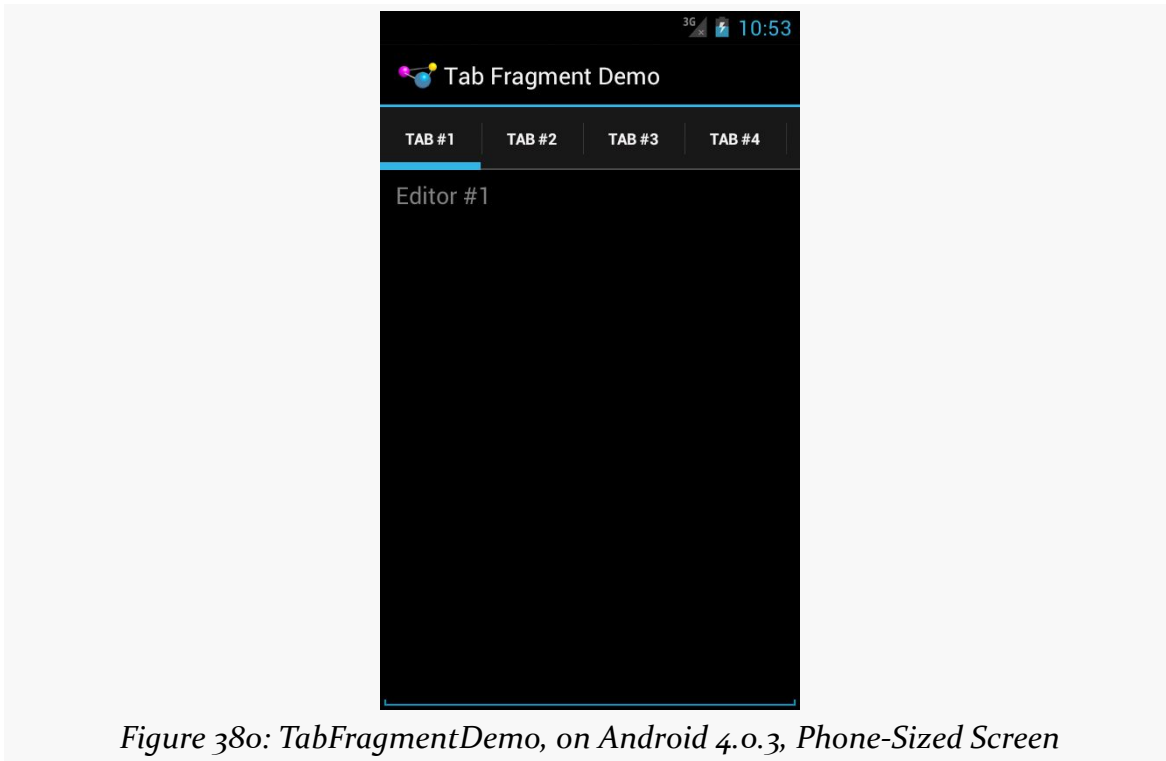 3G 10:53
Tab Fragment Demo
TAB #1 TAB #2 TAB #3 TAB #4
Editor #1
Figure 380: TabFragmentDemo, on Android 4.0.3, Phone-Sized Screen